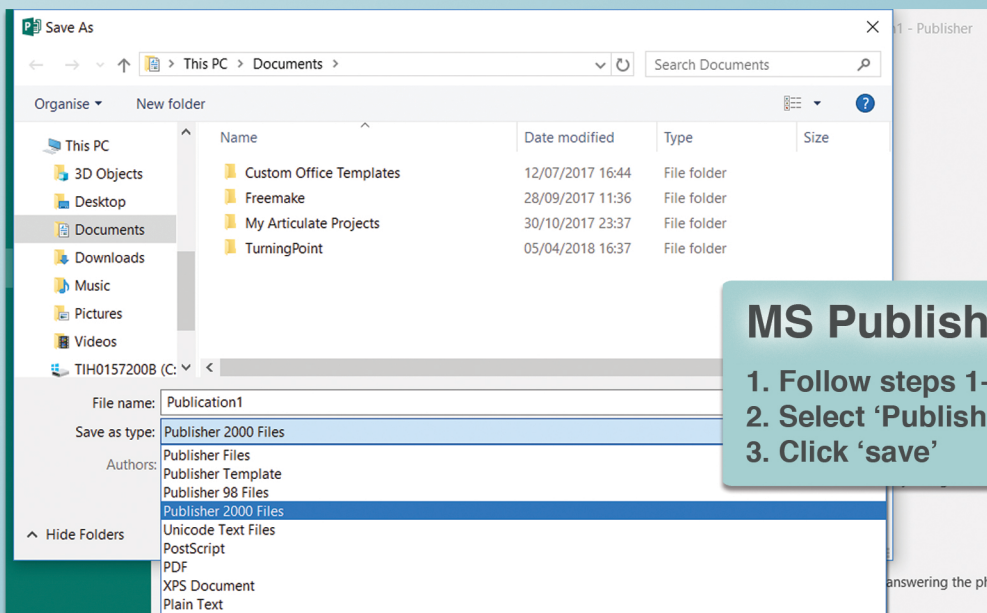 Save As
n1 - Publisher
This PC > Documents >
Search Documents
Organise
New folder
Name Date modified Type Size
This PC
3D Objects
Desktop
Documents
Downloads
Music
Pictures
Videos
TIH0157200B (C:
Custom Office Templates 12/07/2017 16:44 File folder
Freemake 28/09/2017 11:36 File folder
My Articulate Projects 30/10/2017 23:37 File folder
TurningPoint 05/04/2018 16:37 File folder
MS Publish
1. Follow steps 1-
2. Select ‘Publish
3. Click ‘save’
File name: Publication1
Save as type: Publisher 2000 Files
Authors:
Publisher Files
Publisher Template
Publisher 98 Files
Publisher 2000 Files
Unicode Text Files
PostScript
PDF
XPS Document
Plain Text
Hide Folders
answering the ph